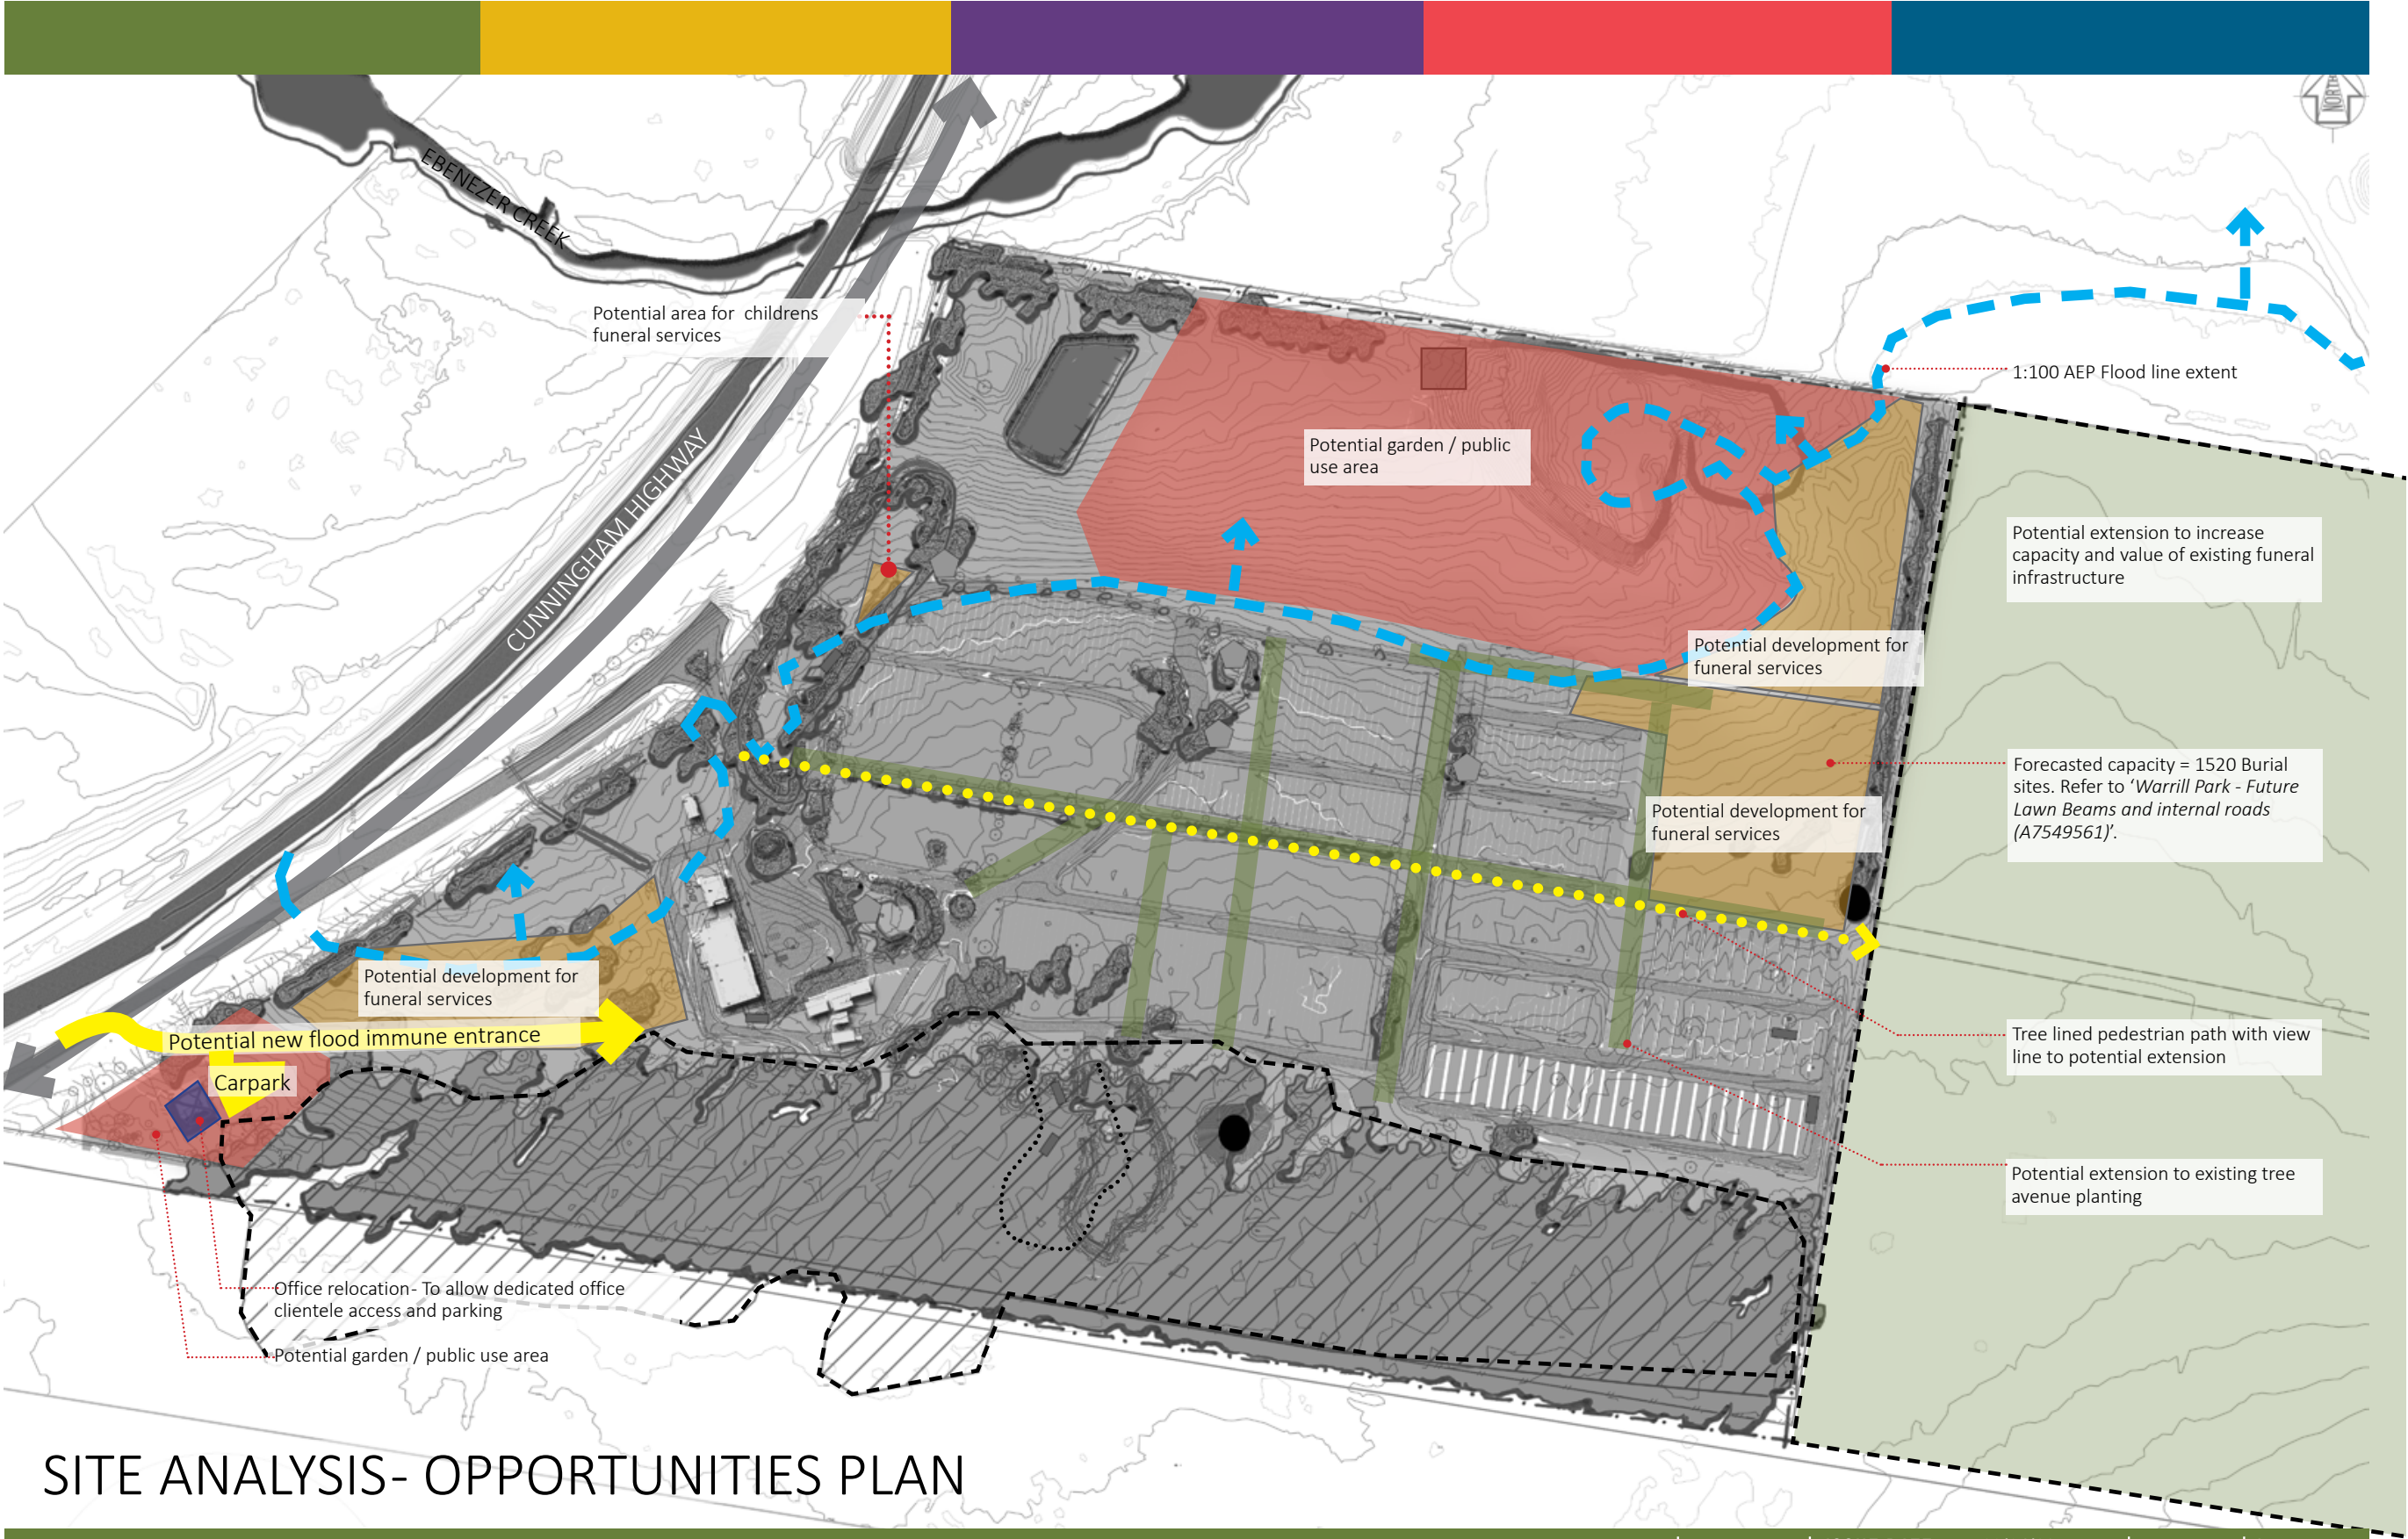 NORTH
EBENEZER CREEK
Potential area for childrens
funeral services
1:100 AEP Flood line extent
CUNNINGHAM HIGHWAY
Potential garden / public
use area
Potential extension to increase
capacity and value of existing funeral
infrastructure
Potential development for
funeral services
Forecasted capacity = 1520 Burial
sites. Refer to ‘Warrill Park - Future
Lawn Beams and internal roads
(A7549561)’.
Potential development for
funeral services
Potential development for
funeral services
Potential new flood immune entrance
Carpark
Tree lined pedestrian path with view
line to potential extension
Potential extension to existing tree
avenue planting
Office relocation- To allow dedicated office
clientele access and parking
Potential garden / public use area
SITE ANALYSIS- OPPORTUNITIES PLAN